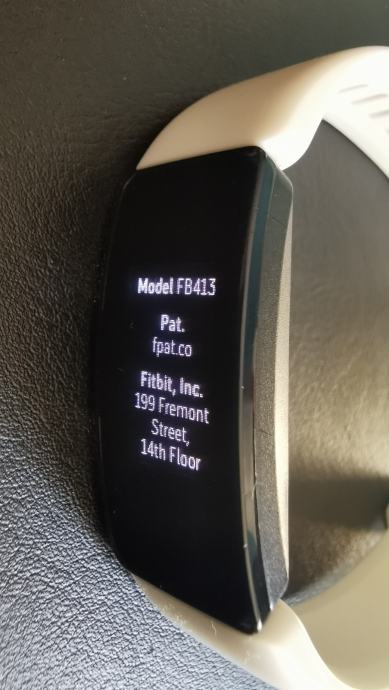 Model FB413
Pat.
fpat.co
Fitbit, Inc.
199 Fremont
Street,
14th Floor